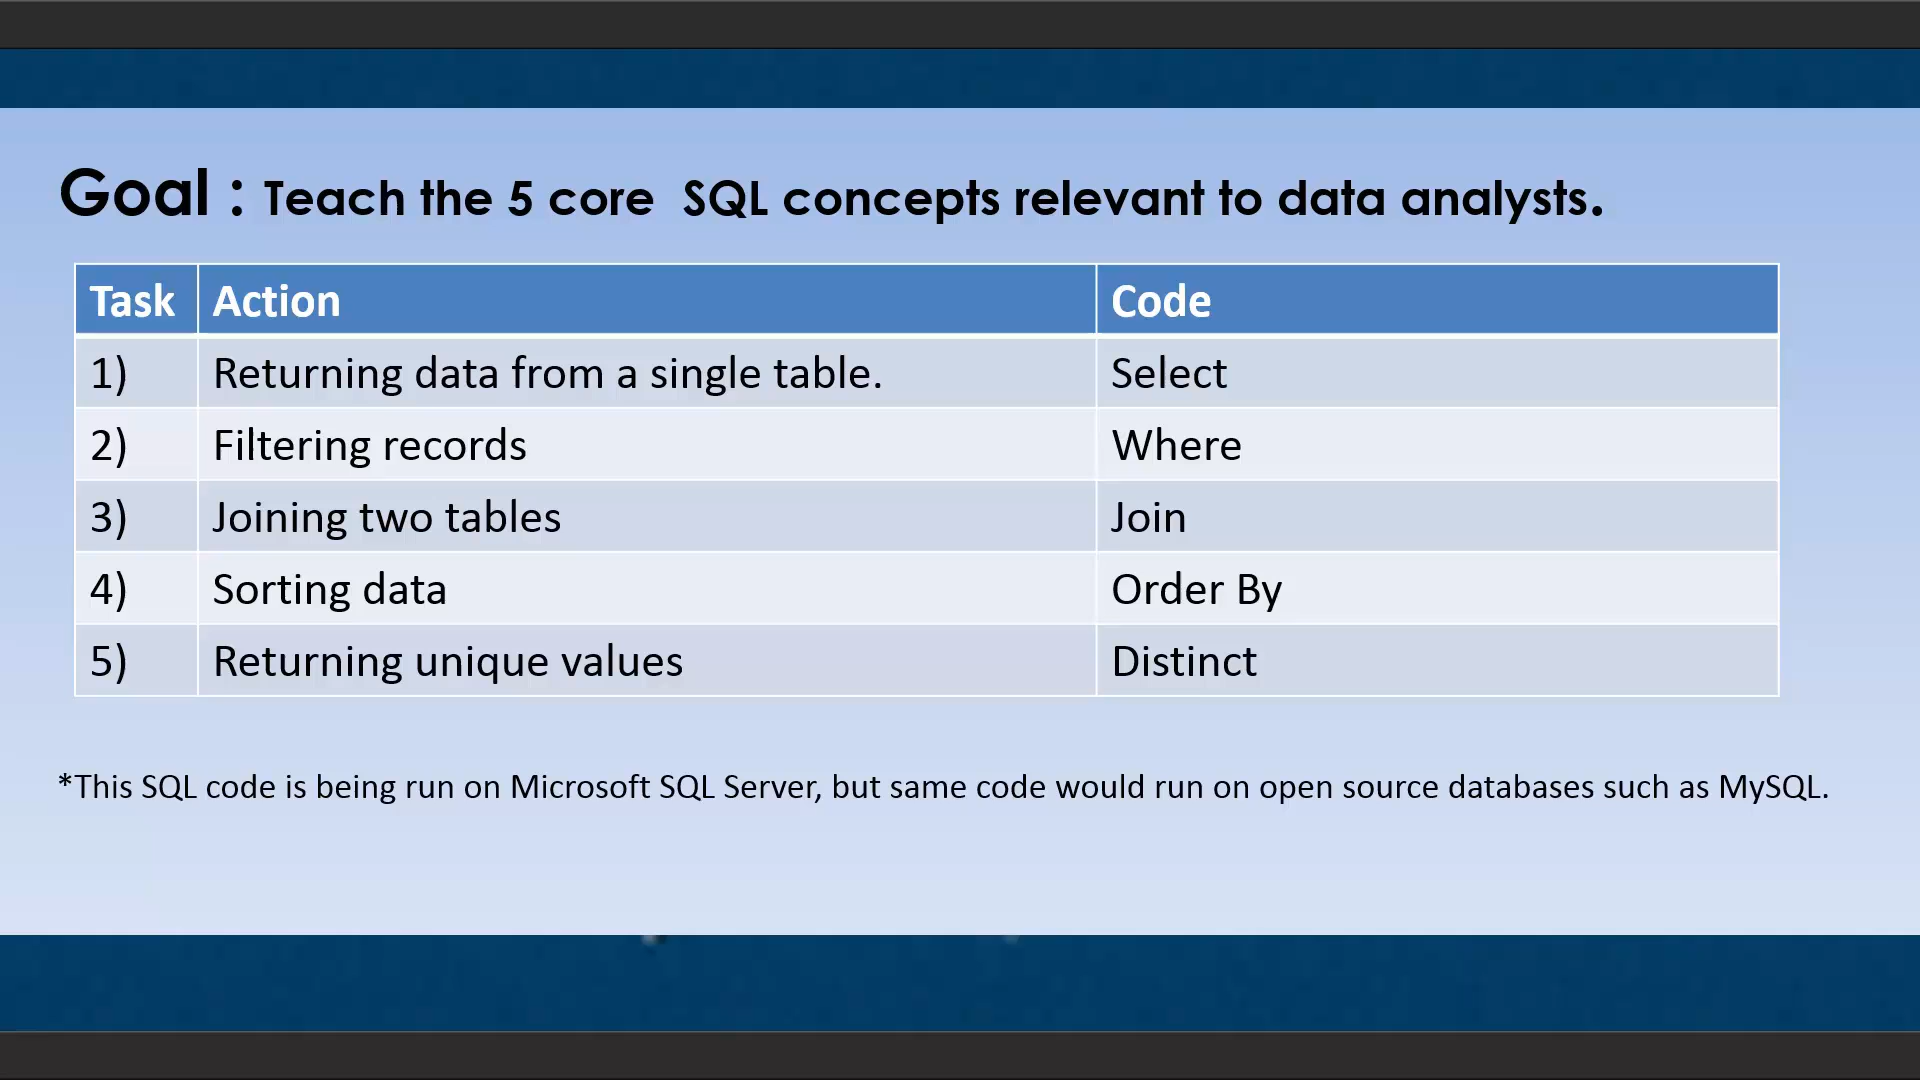 Goal : Teach the 5 core SQL concepts relevant to data analysts.
Task Action Code
1) Returning data from a single table. Select
2) Filtering records Where
3) Joining two tables Join
4) Sorting data Order By
5) Returning unique values Distinct
*This SQL code is being run on Microsoft SQL Server, but same code would run on open source databases such as MySQL.